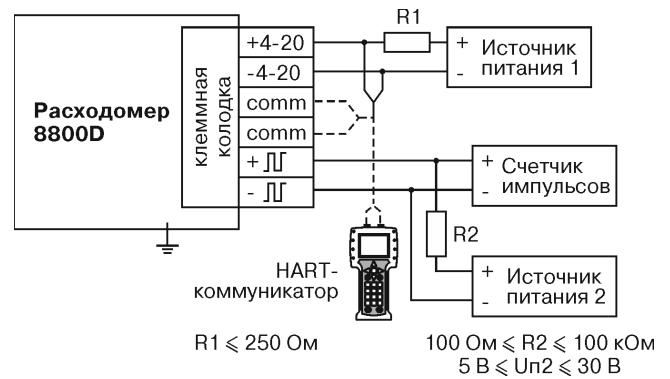 Расходомер
8800D
клеммная
колодка
+4-20
-4-20
comm
comm
+
-
R1
+
-
Источник
питания 1
+
-
Счетчик
импульсов
R2
+
-
Источник
питания 2
HART-
коммуникатор
R1 ⩽ 250 Ом
100 Ом ⩽ R2 ⩽ 100 кОм
5 В ⩽ Uп2 ⩽ 30 В